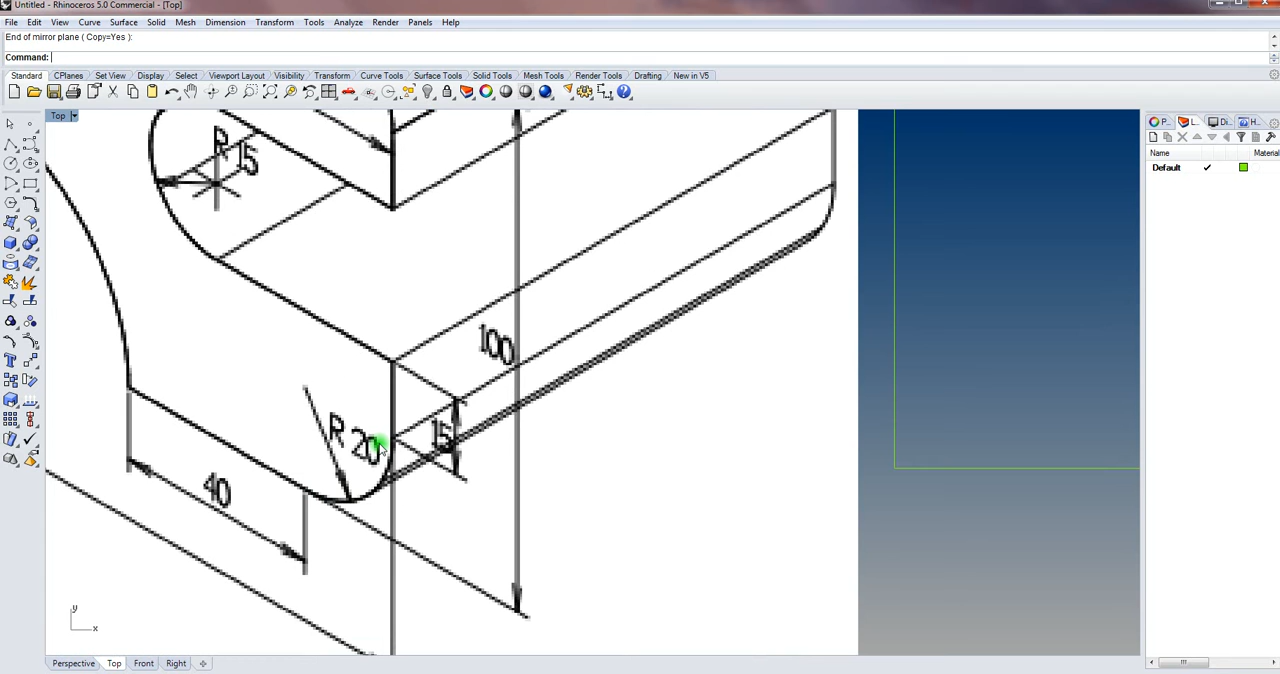 Untitled - Rhinoceros 5.0 Commercial - [Top]
File Edit View Curve Surface Solid Mesh Dimension Transform Tools Analyze Render Panels Help
End of mirror plane ( Copy=Yes ):
Command:
Standard CPlanes Set View Display Select Viewport Layout Visibility Transform Curve Tools Surface Tools Solid Tools Mesh Tools Render Tools Drafting New in V5
Top
P... L... Di... H...
Name Material
Default
R 15
100
R 20
15
40
y
x
Perspective Top Front Right